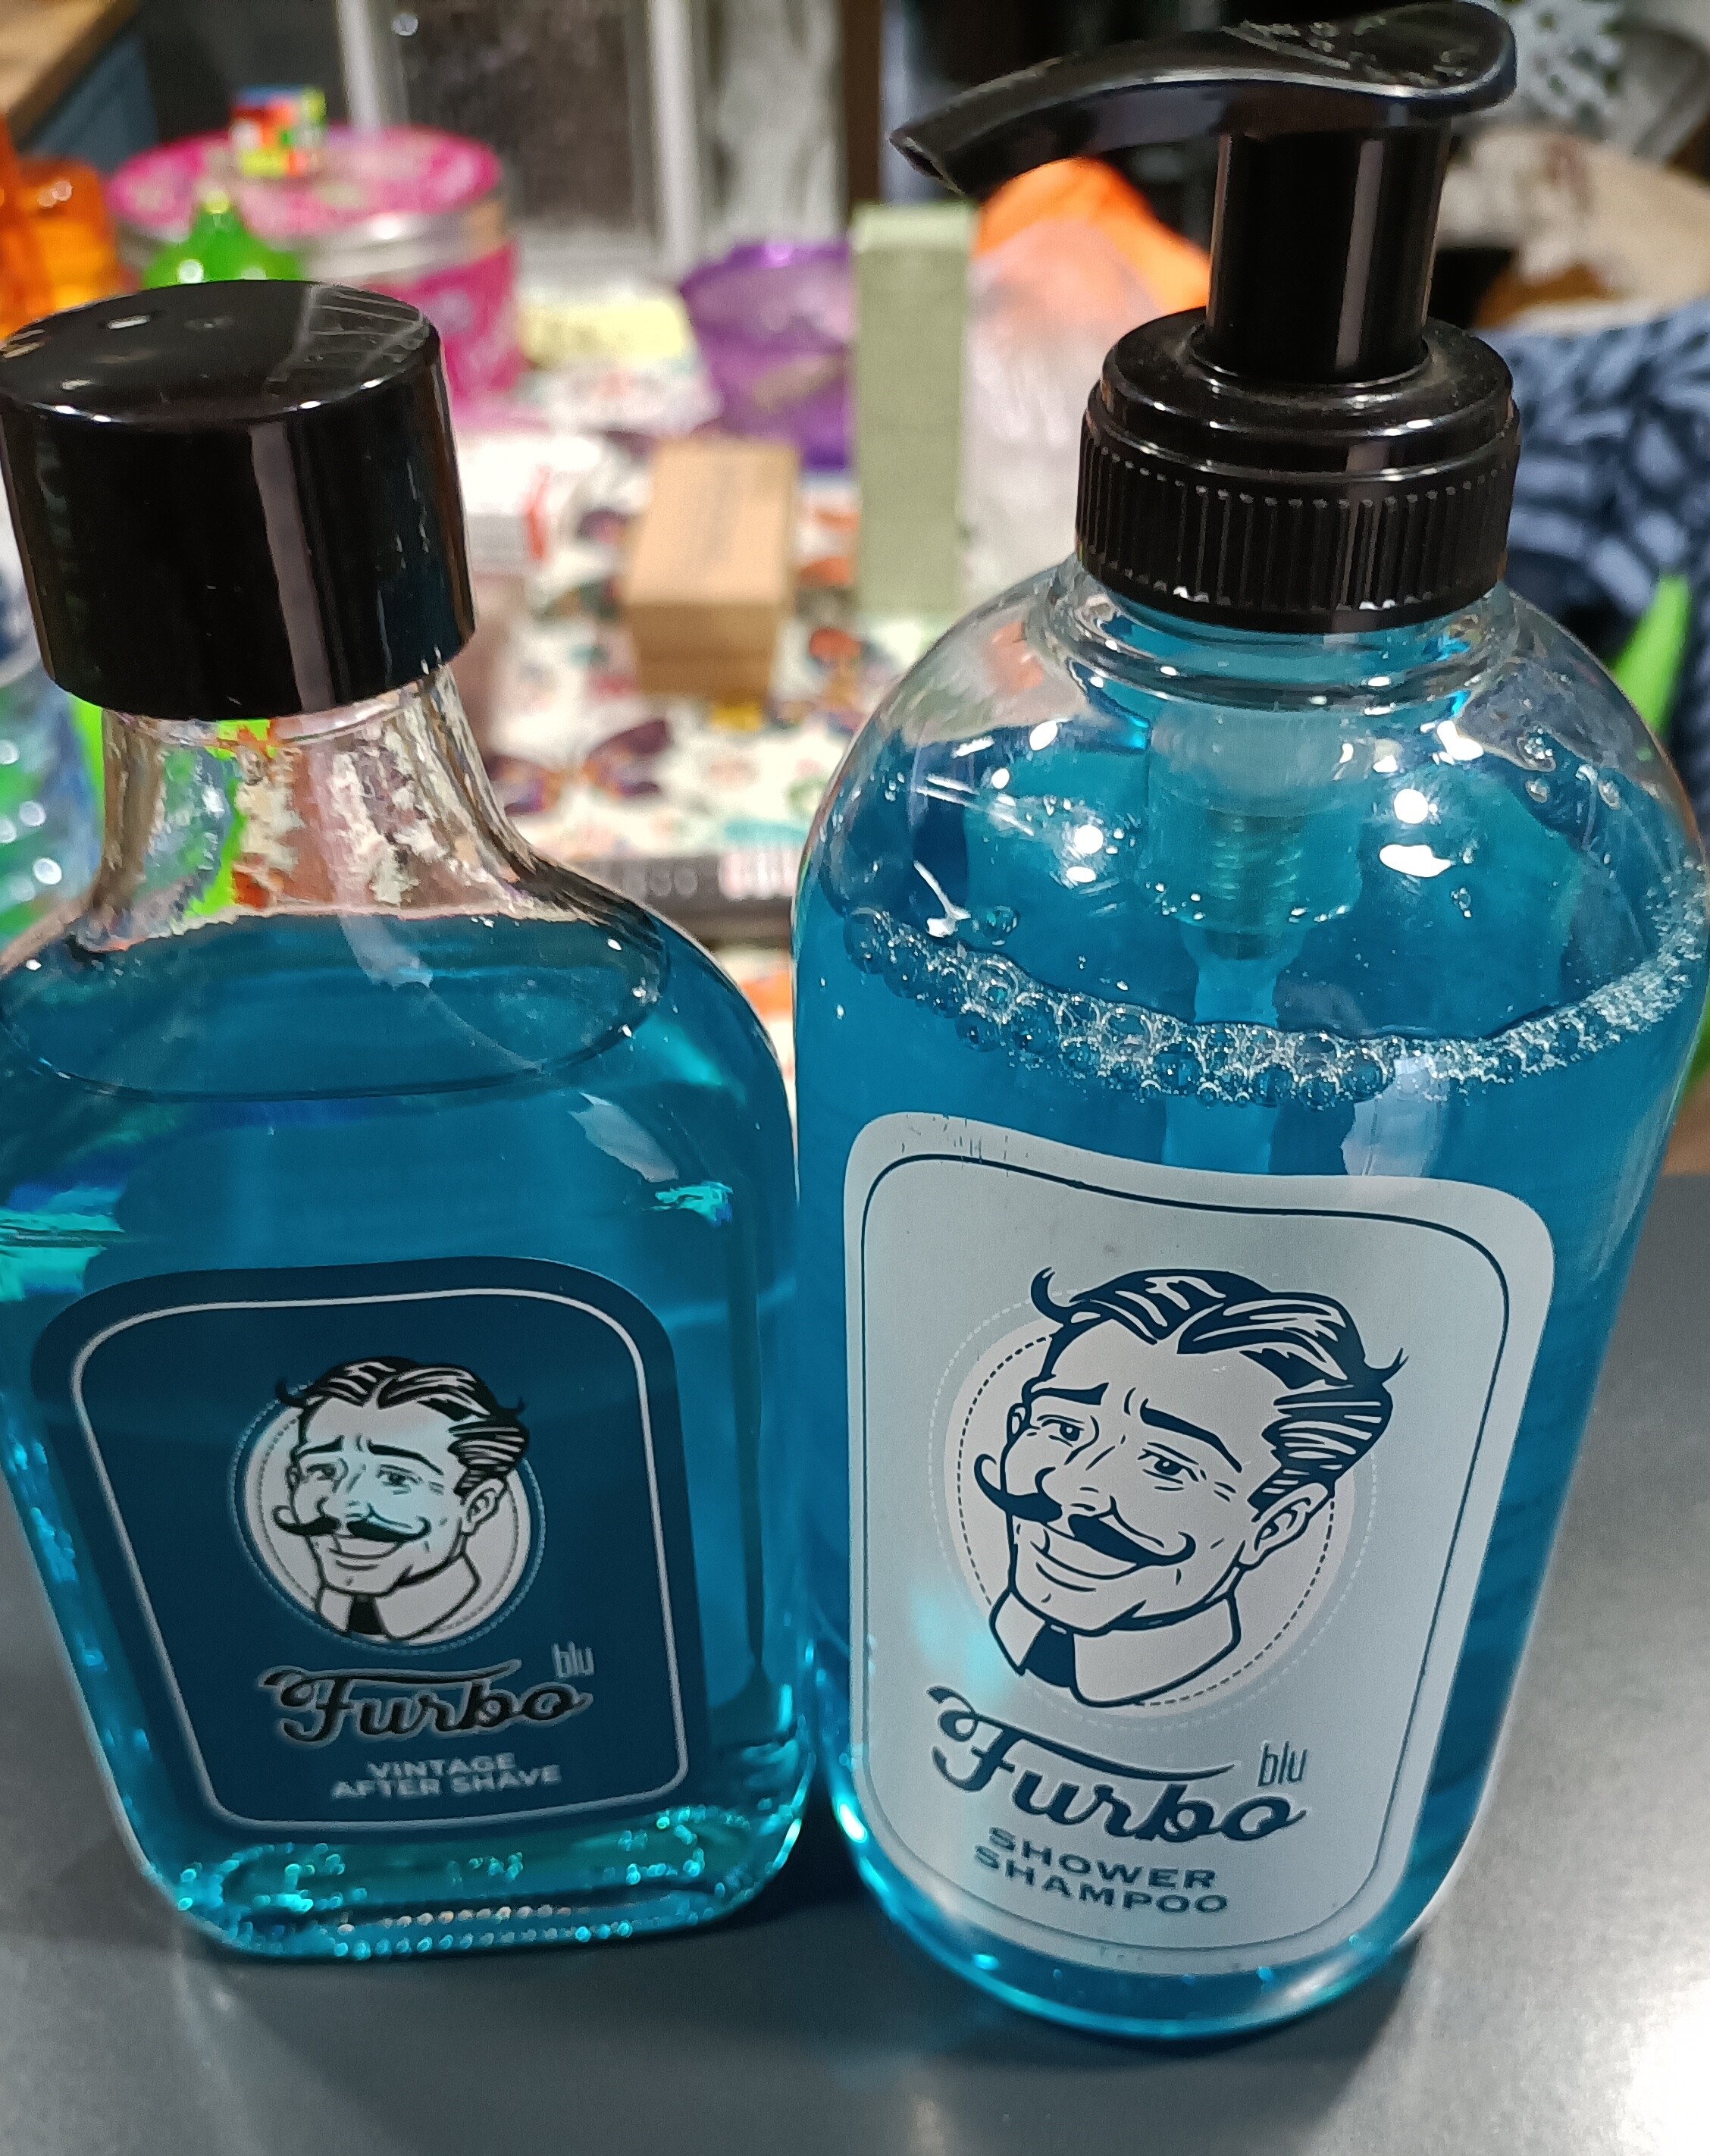 blu
Furbo
VINTAGE
AFTER SHAVE
blu
Furbo
SHOWER
SHAMPOO